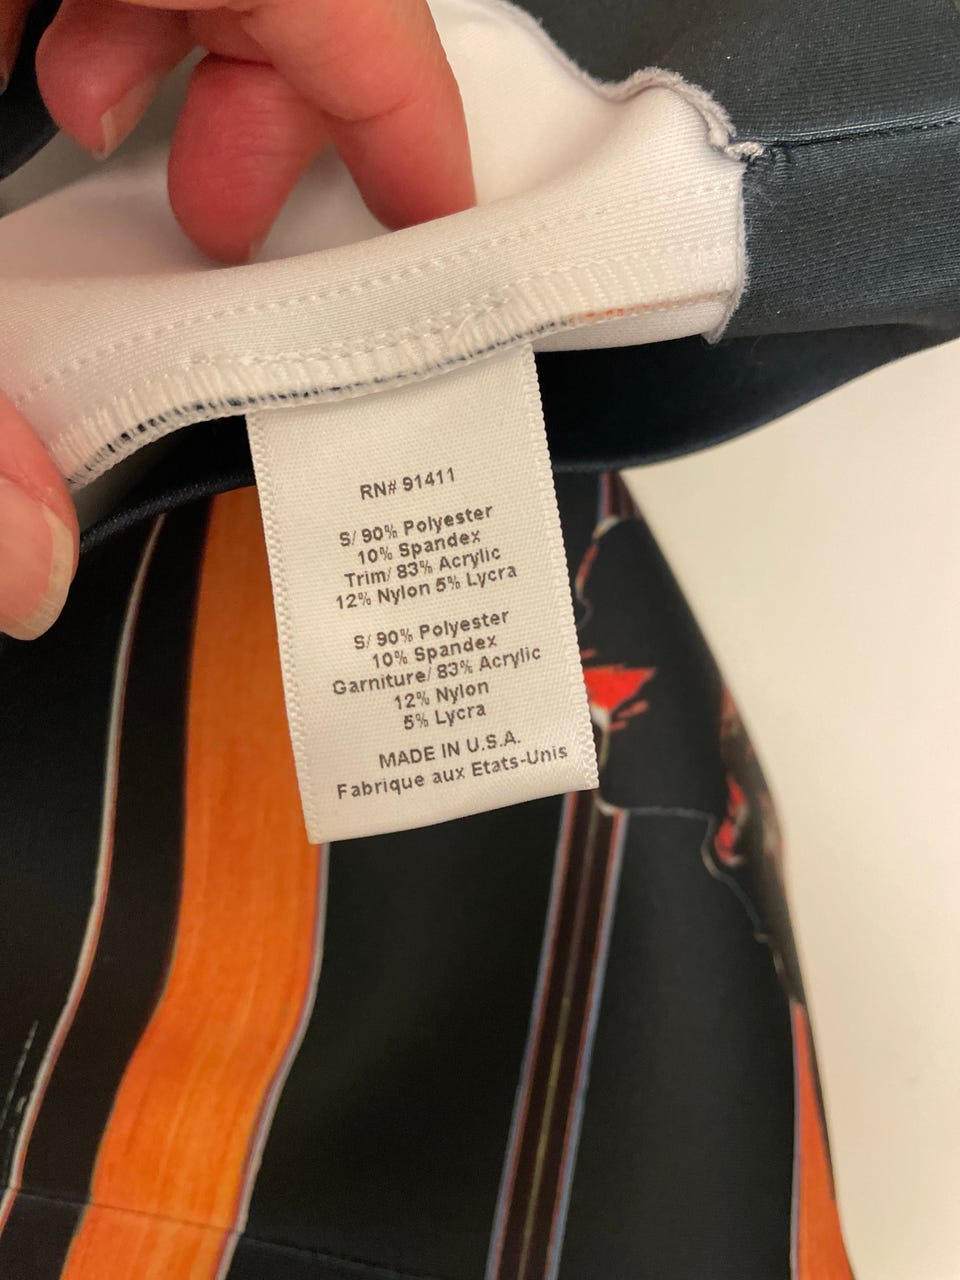 RN# 91411
S/ 90% Polyester
10% Spandex
Trim/ 83% Acrylic
12% Nylon 5% Lycra
S/ 90% Polyester
10% Spandex
Garniture/ 83% Acrylic
12% Nylon
5% Lycra
MADE IN U.S.A.
Fabrique aux Etats-Unis